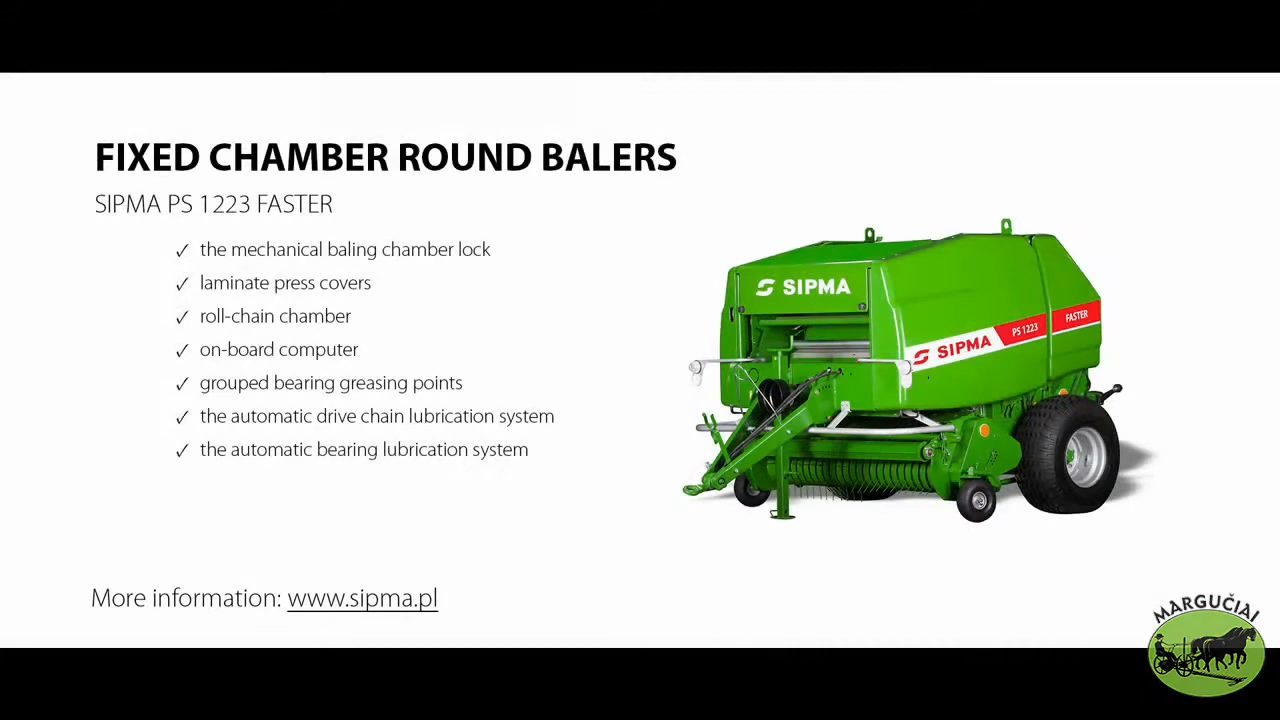 FIXED CHAMBER ROUND BALERS
SIPMA PS 1223 FASTER
✓ the mechanical baling chamber lock
✓ laminate press covers
✓ roll-chain chamber
✓ on-board computer
✓ grouped bearing greasing points
✓ the automatic drive chain lubrication system
✓ the automatic bearing lubrication system
SIPMA
SIPMA PS 1223 FASTER
More information: www.sipma.pl
MARGUČIAI